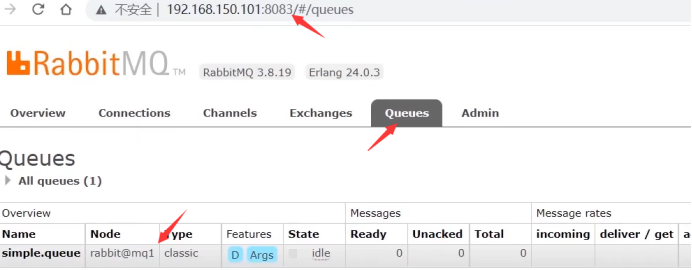 不安全 | 192.168.150.101:8083/#/queues
RabbitMQ TM RabbitMQ 3.8.19 Erlang 24.0.3
Overview Connections Channels Exchanges Queues Admin
Queues
All queues (1)
Overview Messages Message rates
Name Node Type Features State Ready Unacked Total incoming deliver / get
simple.queue rabbit@mq1 classic D Args idle 0 0 0